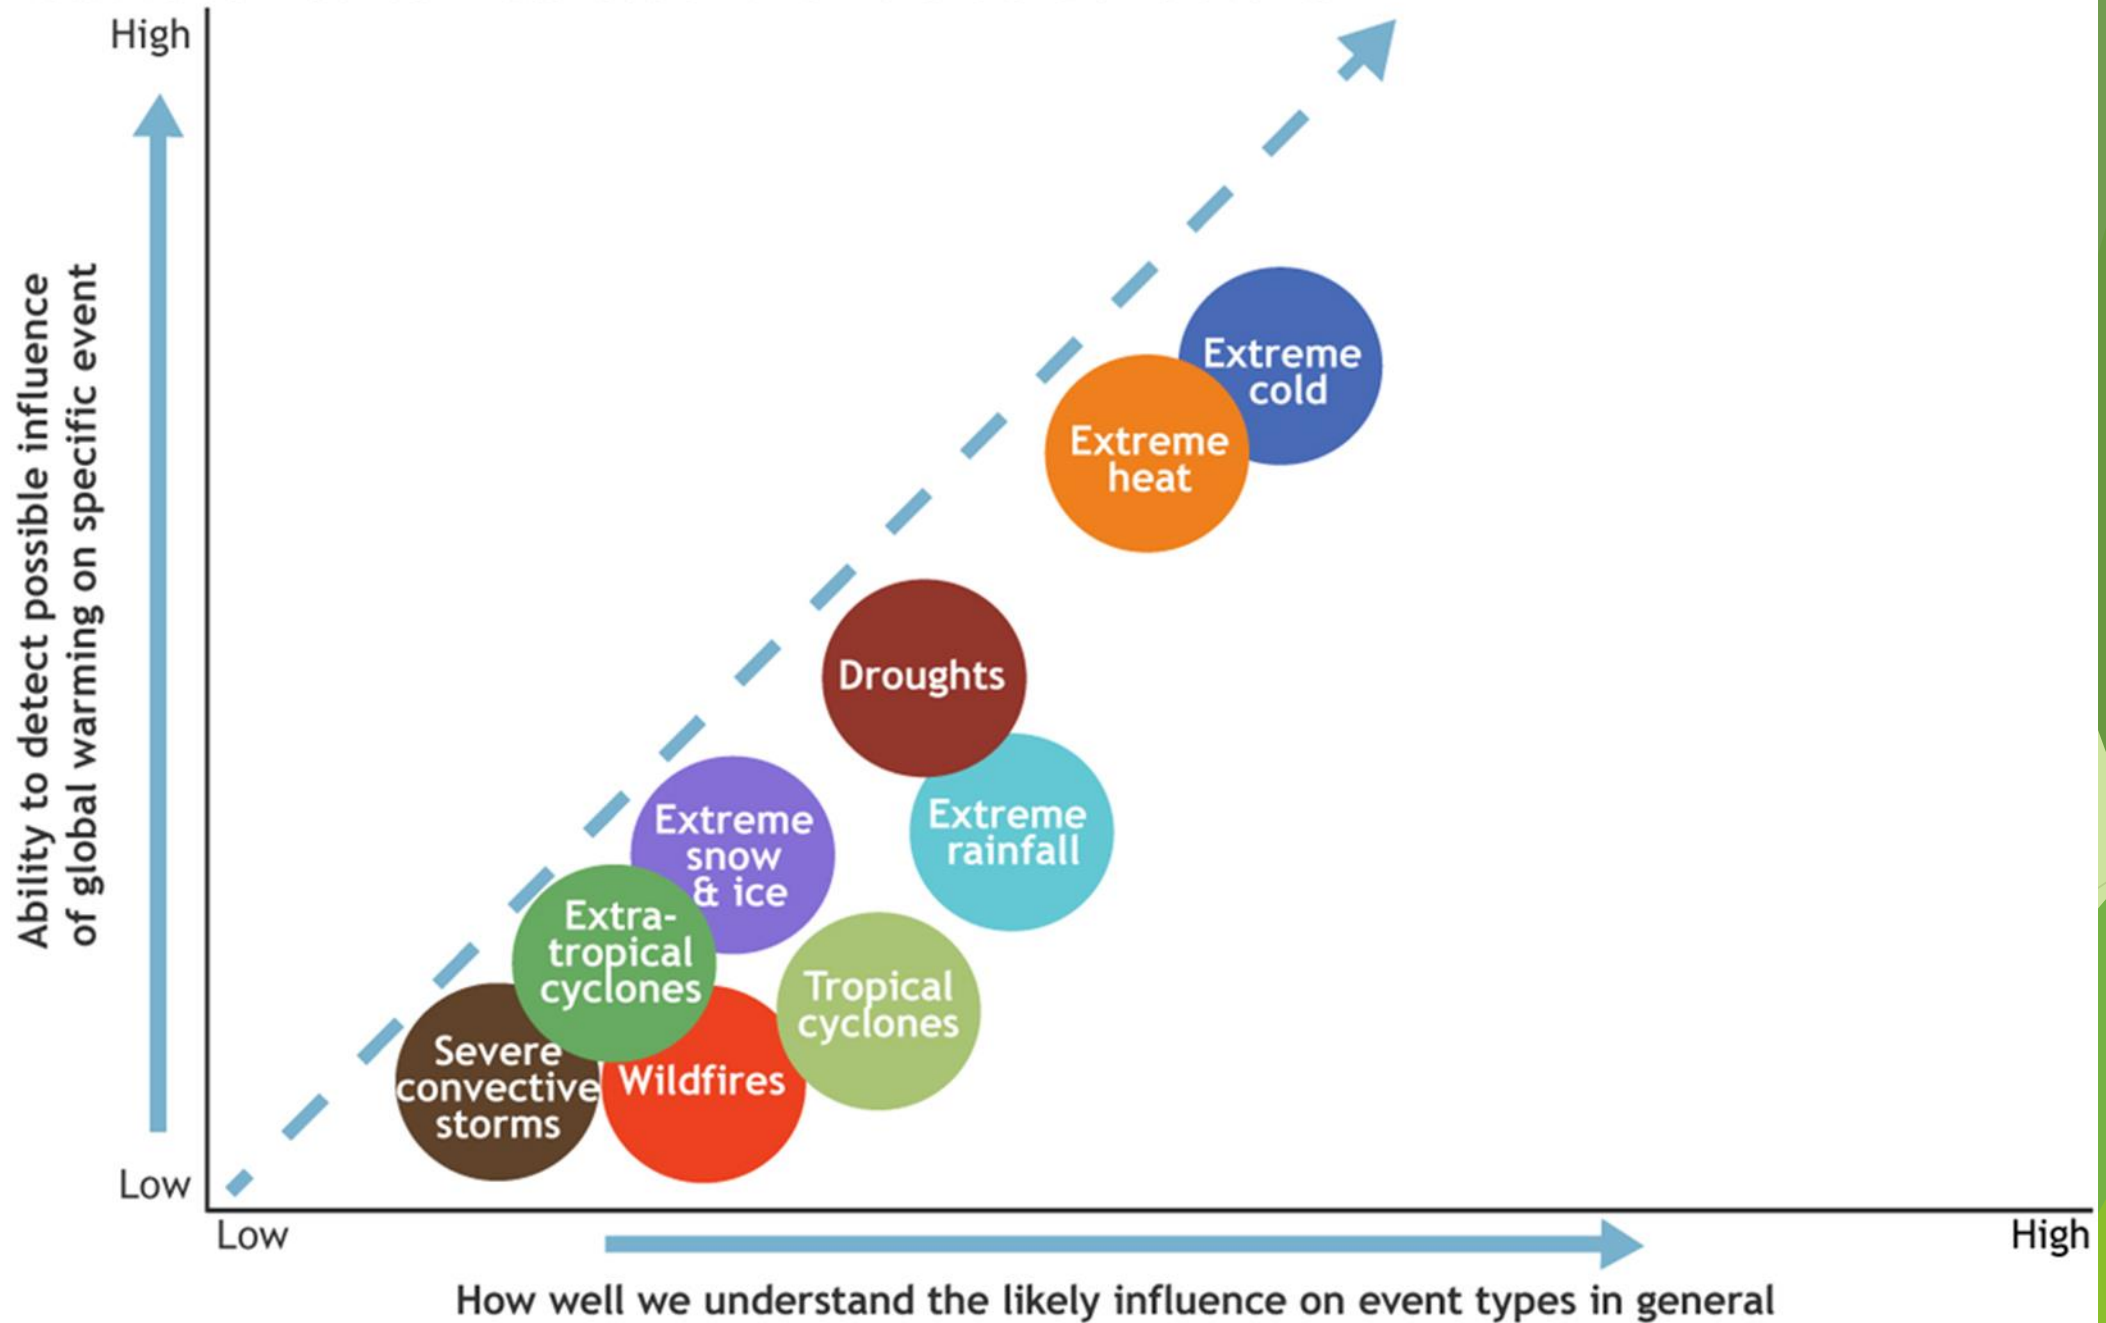 High
Ability to detect possible influence
of global warming on specific event
Extreme
cold
Extreme
heat
Droughts
Extreme
rainfall
Extreme
snow
& ice
Extra-
tropical
cyclones
Tropical
cyclones
Severe
convective
storms
Wildfires
Low
Low
High
How well we understand the likely influence on event types in general